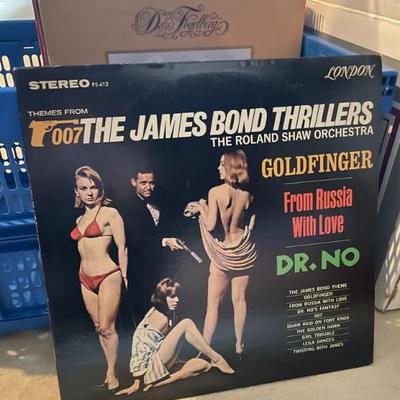 Dan Fogelberg
STEREO
PS 412
LONDON
THEMES FROM
007 THE JAMES BOND THRILLERS
THE ROLAND SHAW ORCHESTRA
GOLDFINGER
From Russia
With Love
DR. NO
THE JAMES BOND THEME
GOLDFINGER
FROM RUSSIA WITH LOVE
DR. NO'S FANTASY
007
DAWN RAID ON FORT KNOX
THE GOLDEN HORN
GIRL TROUBLE
LEILA DANCES
TWISTING WITH JAMES